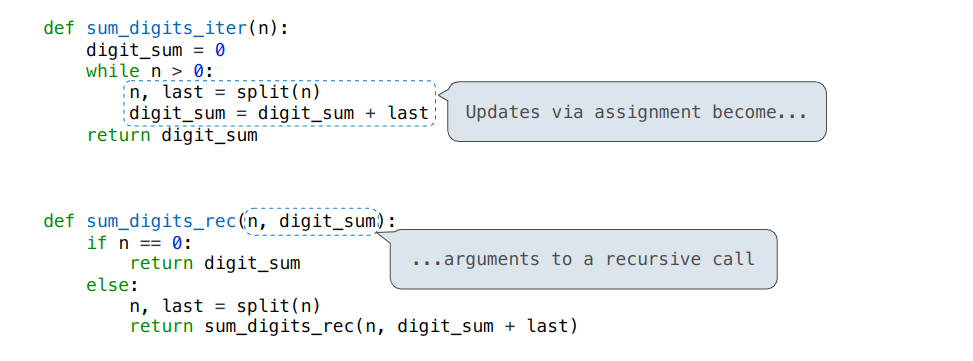 def sum_digits_iter(n):
    digit_sum = 0
    while n > 0:
        n, last = split(n)
        digit_sum = digit_sum + last
    return digit_sum
Updates via assignment become...
def sum_digits_rec(n, digit_sum):
    if n == 0:
        return digit_sum
    else:
        n, last = split(n)
        return sum_digits_rec(n, digit_sum + last)
...arguments to a recursive call